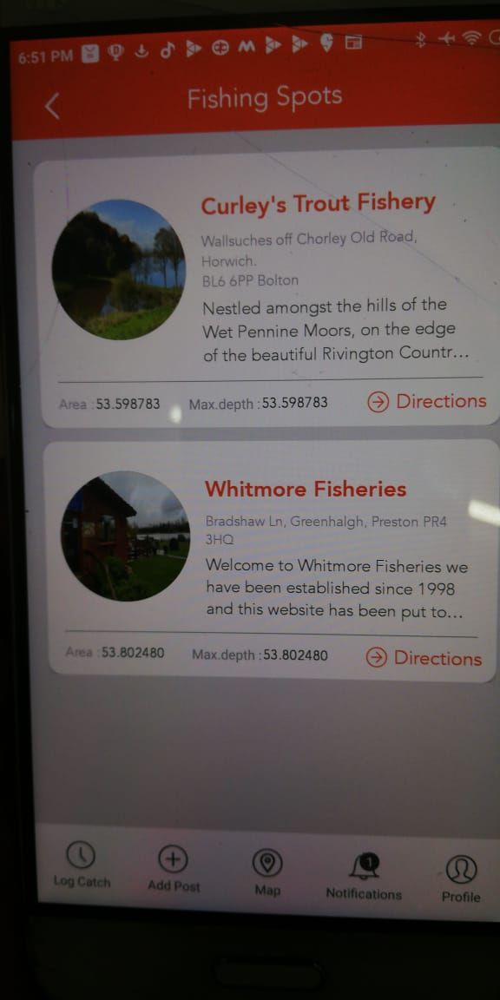 6:51 PM
Fishing Spots
Curley's Trout Fishery
Wallsuches off Chorley Old Road,
Horwich.
BL6 6PP Bolton
Nestled amongst the hills of the
Wet Pennine Moors, on the edge
of the beautiful Rivington Countr...
Area : 53.598783 Max.depth : 53.598783 Directions
Whitmore Fisheries
Bradshaw Ln, Greenhalgh, Preston PR4
3HQ
Welcome to Whitmore Fisheries we
have been established since 1998
and this website has been put to...
Area : 53.802480 Max.depth : 53.802480 Directions
1
Log Catch Add Post Map Notifications Profile